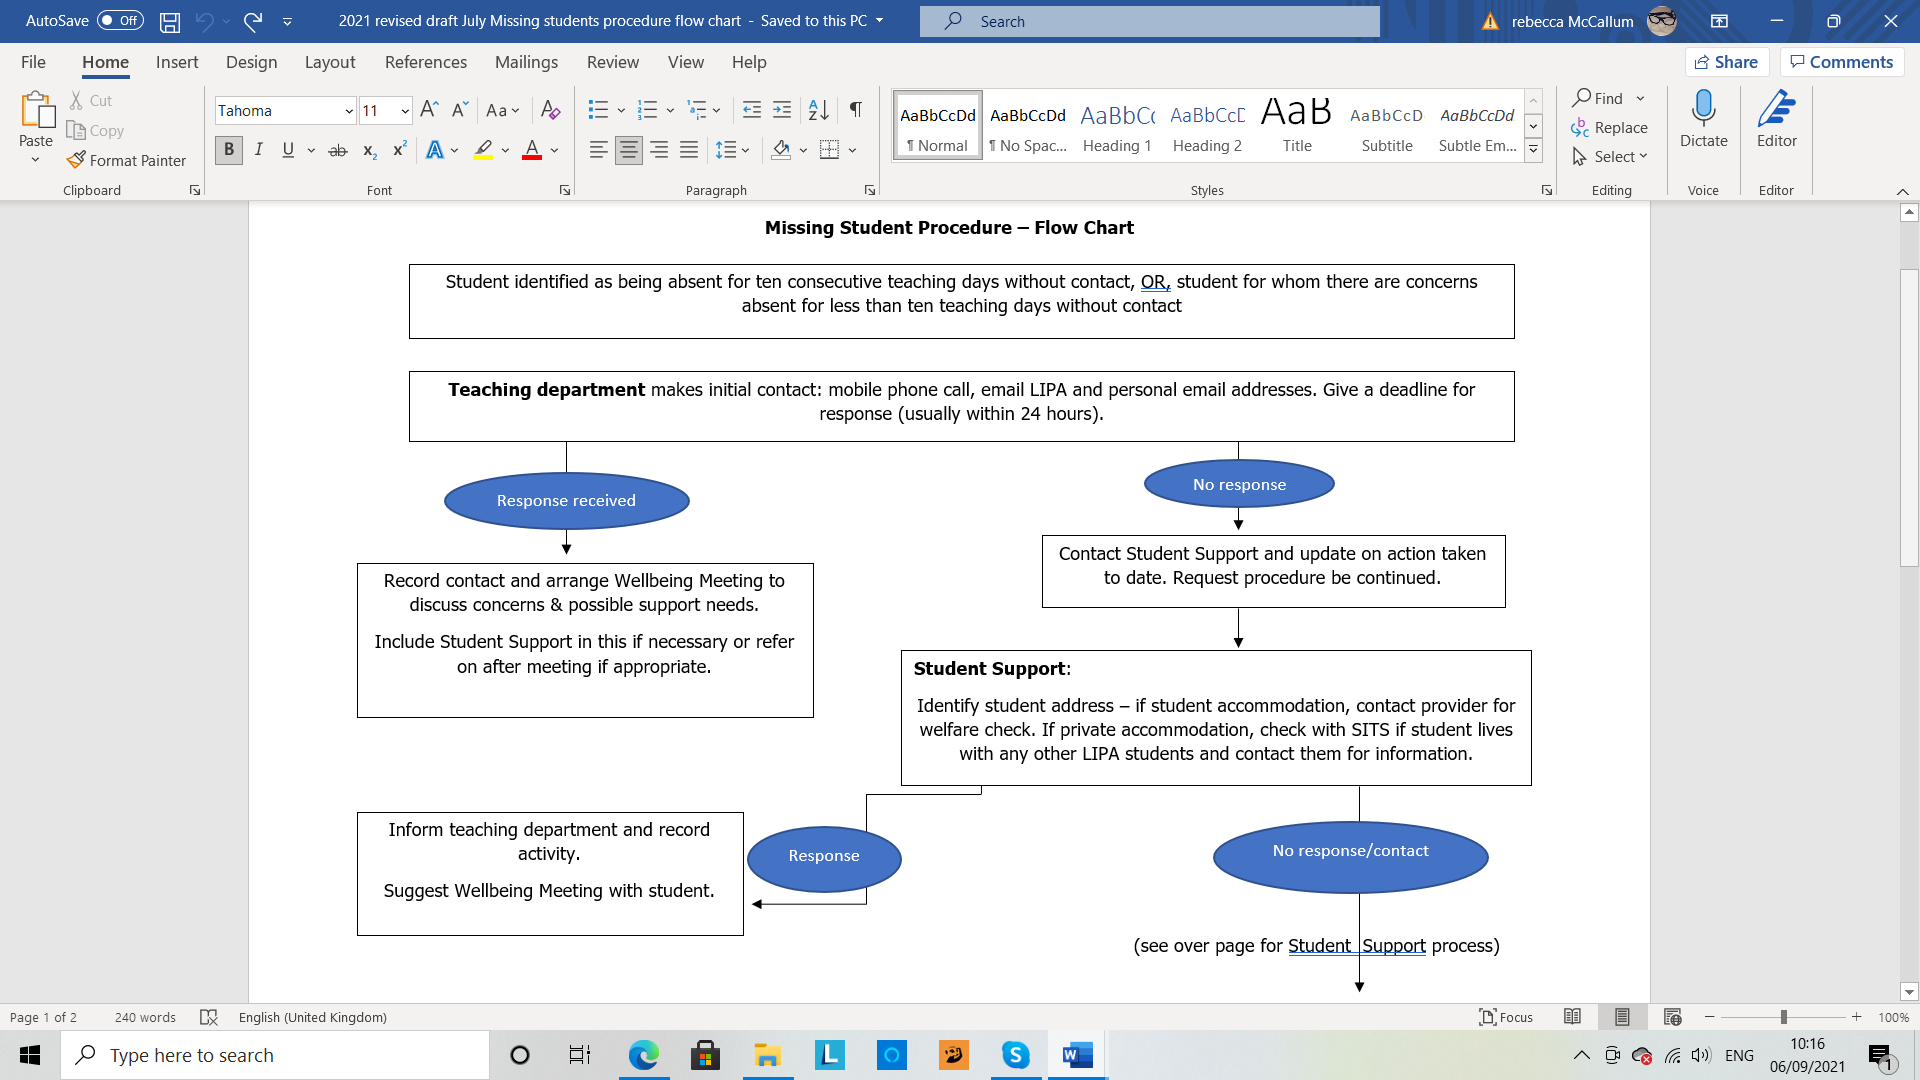 AutoSave Off 2021 revised draft July Missing students procedure flow chart - Saved to this PC Search rebecca McCallum
File Home Insert Design Layout References Mailings Review View Help Share Comments
Paste Cut
Copy
Format Painter
Clipboard
Tahoma 11
Aa
B I U ab x₂ x² A A
Font
Paragraph
AaBbCcDd AaBbCcDd AaBbCc AaBbCcD AaB AaBbCcD AaBbCcDd
¶ Normal ¶ No Spac... Heading 1 Heading 2 Title Subtitle Subtle Em...
Styles
Find
Replace
Select
Editing
Dictate
Voice
Editor
Editor
Missing Student Procedure – Flow Chart
Student identified as being absent for ten consecutive teaching days without contact, OR, student for whom there are concerns
absent for less than ten teaching days without contact
Teaching department makes initial contact: mobile phone call, email LIPA and personal email addresses. Give a deadline for
response (usually within 24 hours).
Response received
No response
Record contact and arrange Wellbeing Meeting to
discuss concerns & possible support needs.
Include Student Support in this if necessary or refer
on after meeting if appropriate.
Contact Student Support and update on action taken
to date. Request procedure be continued.
Student Support:
Identify student address – if student accommodation, contact provider for
welfare check. If private accommodation, check with SITS if student lives
with any other LIPA students and contact them for information.
Inform teaching department and record
activity.
Suggest Wellbeing Meeting with student.
Response
No response/contact
(see over page for Student  Support process)
Page 1 of 2 240 words English (United Kingdom) Focus 100%
Type here to search
ENG
10:16
06/09/2021
1